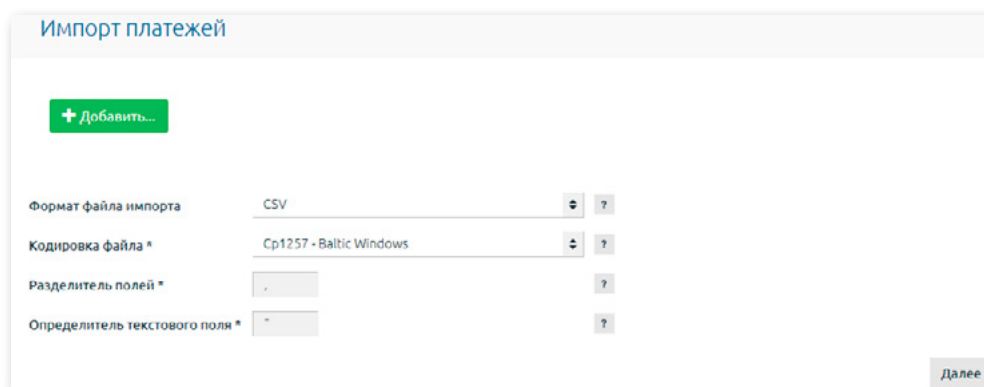 Импорт платежей
+ Добавить...
Формат файла импорта CSV ?
Кодировка файла * Cp1257 - Baltic Windows ?
Разделитель полей * , ?
Определитель текстового поля * " ?
Далее